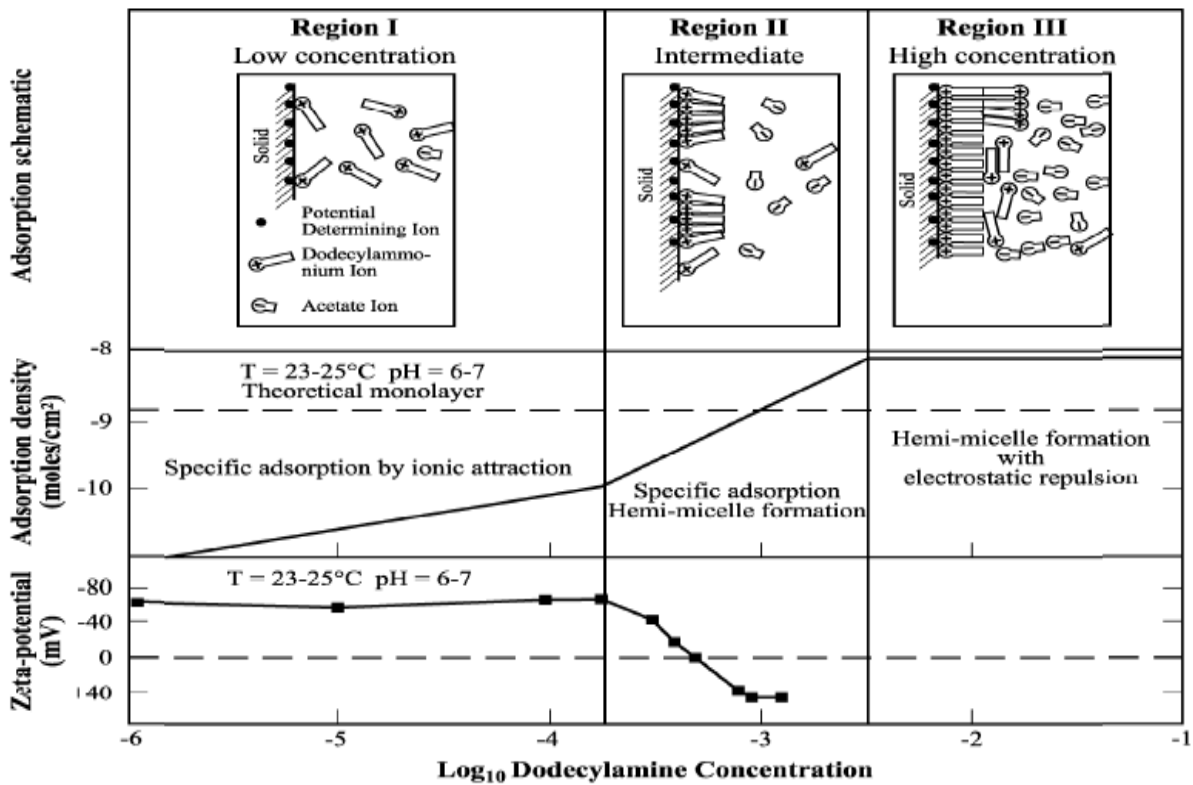 Region I
Low concentration
Region II
Intermediate
Region III
High concentration
Adsorption schematic
Solid
Potential
Determining Ion
Dodecylammo-
nium Ion
Acetate Ion
Solid
Solid
Adsorption density
(moles/cm²)
-8
-9
-10
T = 23-25°C pH = 6-7
Theoretical monolayer
Specific adsorption by ionic attraction
Specific adsorption
Hemi-micelle formation
Hemi-micelle formation
with
electrostatic repulsion
Zeta-potential
(mV)
-80
-40
0
+40
T = 23-25°C pH = 6-7
-6
-5
-4
-3
-2
-1
Log₁₀ Dodecylamine Concentration